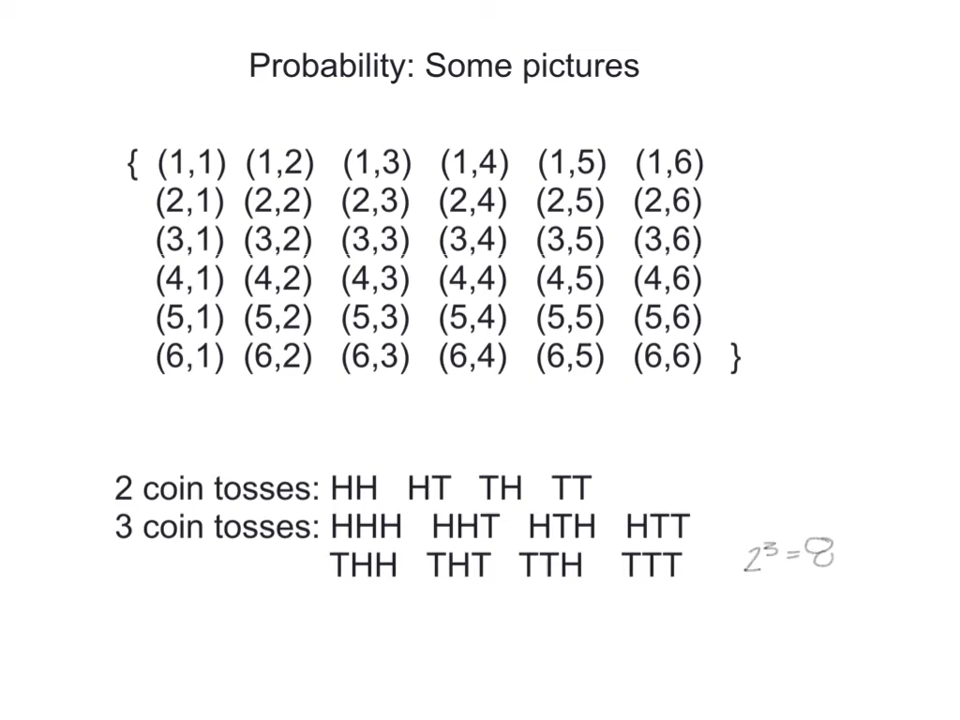 Probability: Some pictures
{ (1,1) (1,2) (1,3) (1,4) (1,5) (1,6)
(2,1) (2,2) (2,3) (2,4) (2,5) (2,6)
(3,1) (3,2) (3,3) (3,4) (3,5) (3,6)
(4,1) (4,2) (4,3) (4,4) (4,5) (4,6)
(5,1) (5,2) (5,3) (5,4) (5,5) (5,6)
(6,1) (6,2) (6,3) (6,4) (6,5) (6,6) }
2 coin tosses: HH HT TH TT
3 coin tosses: HHH HHT HTH HTT
THH THT TTH TTT 2³=8